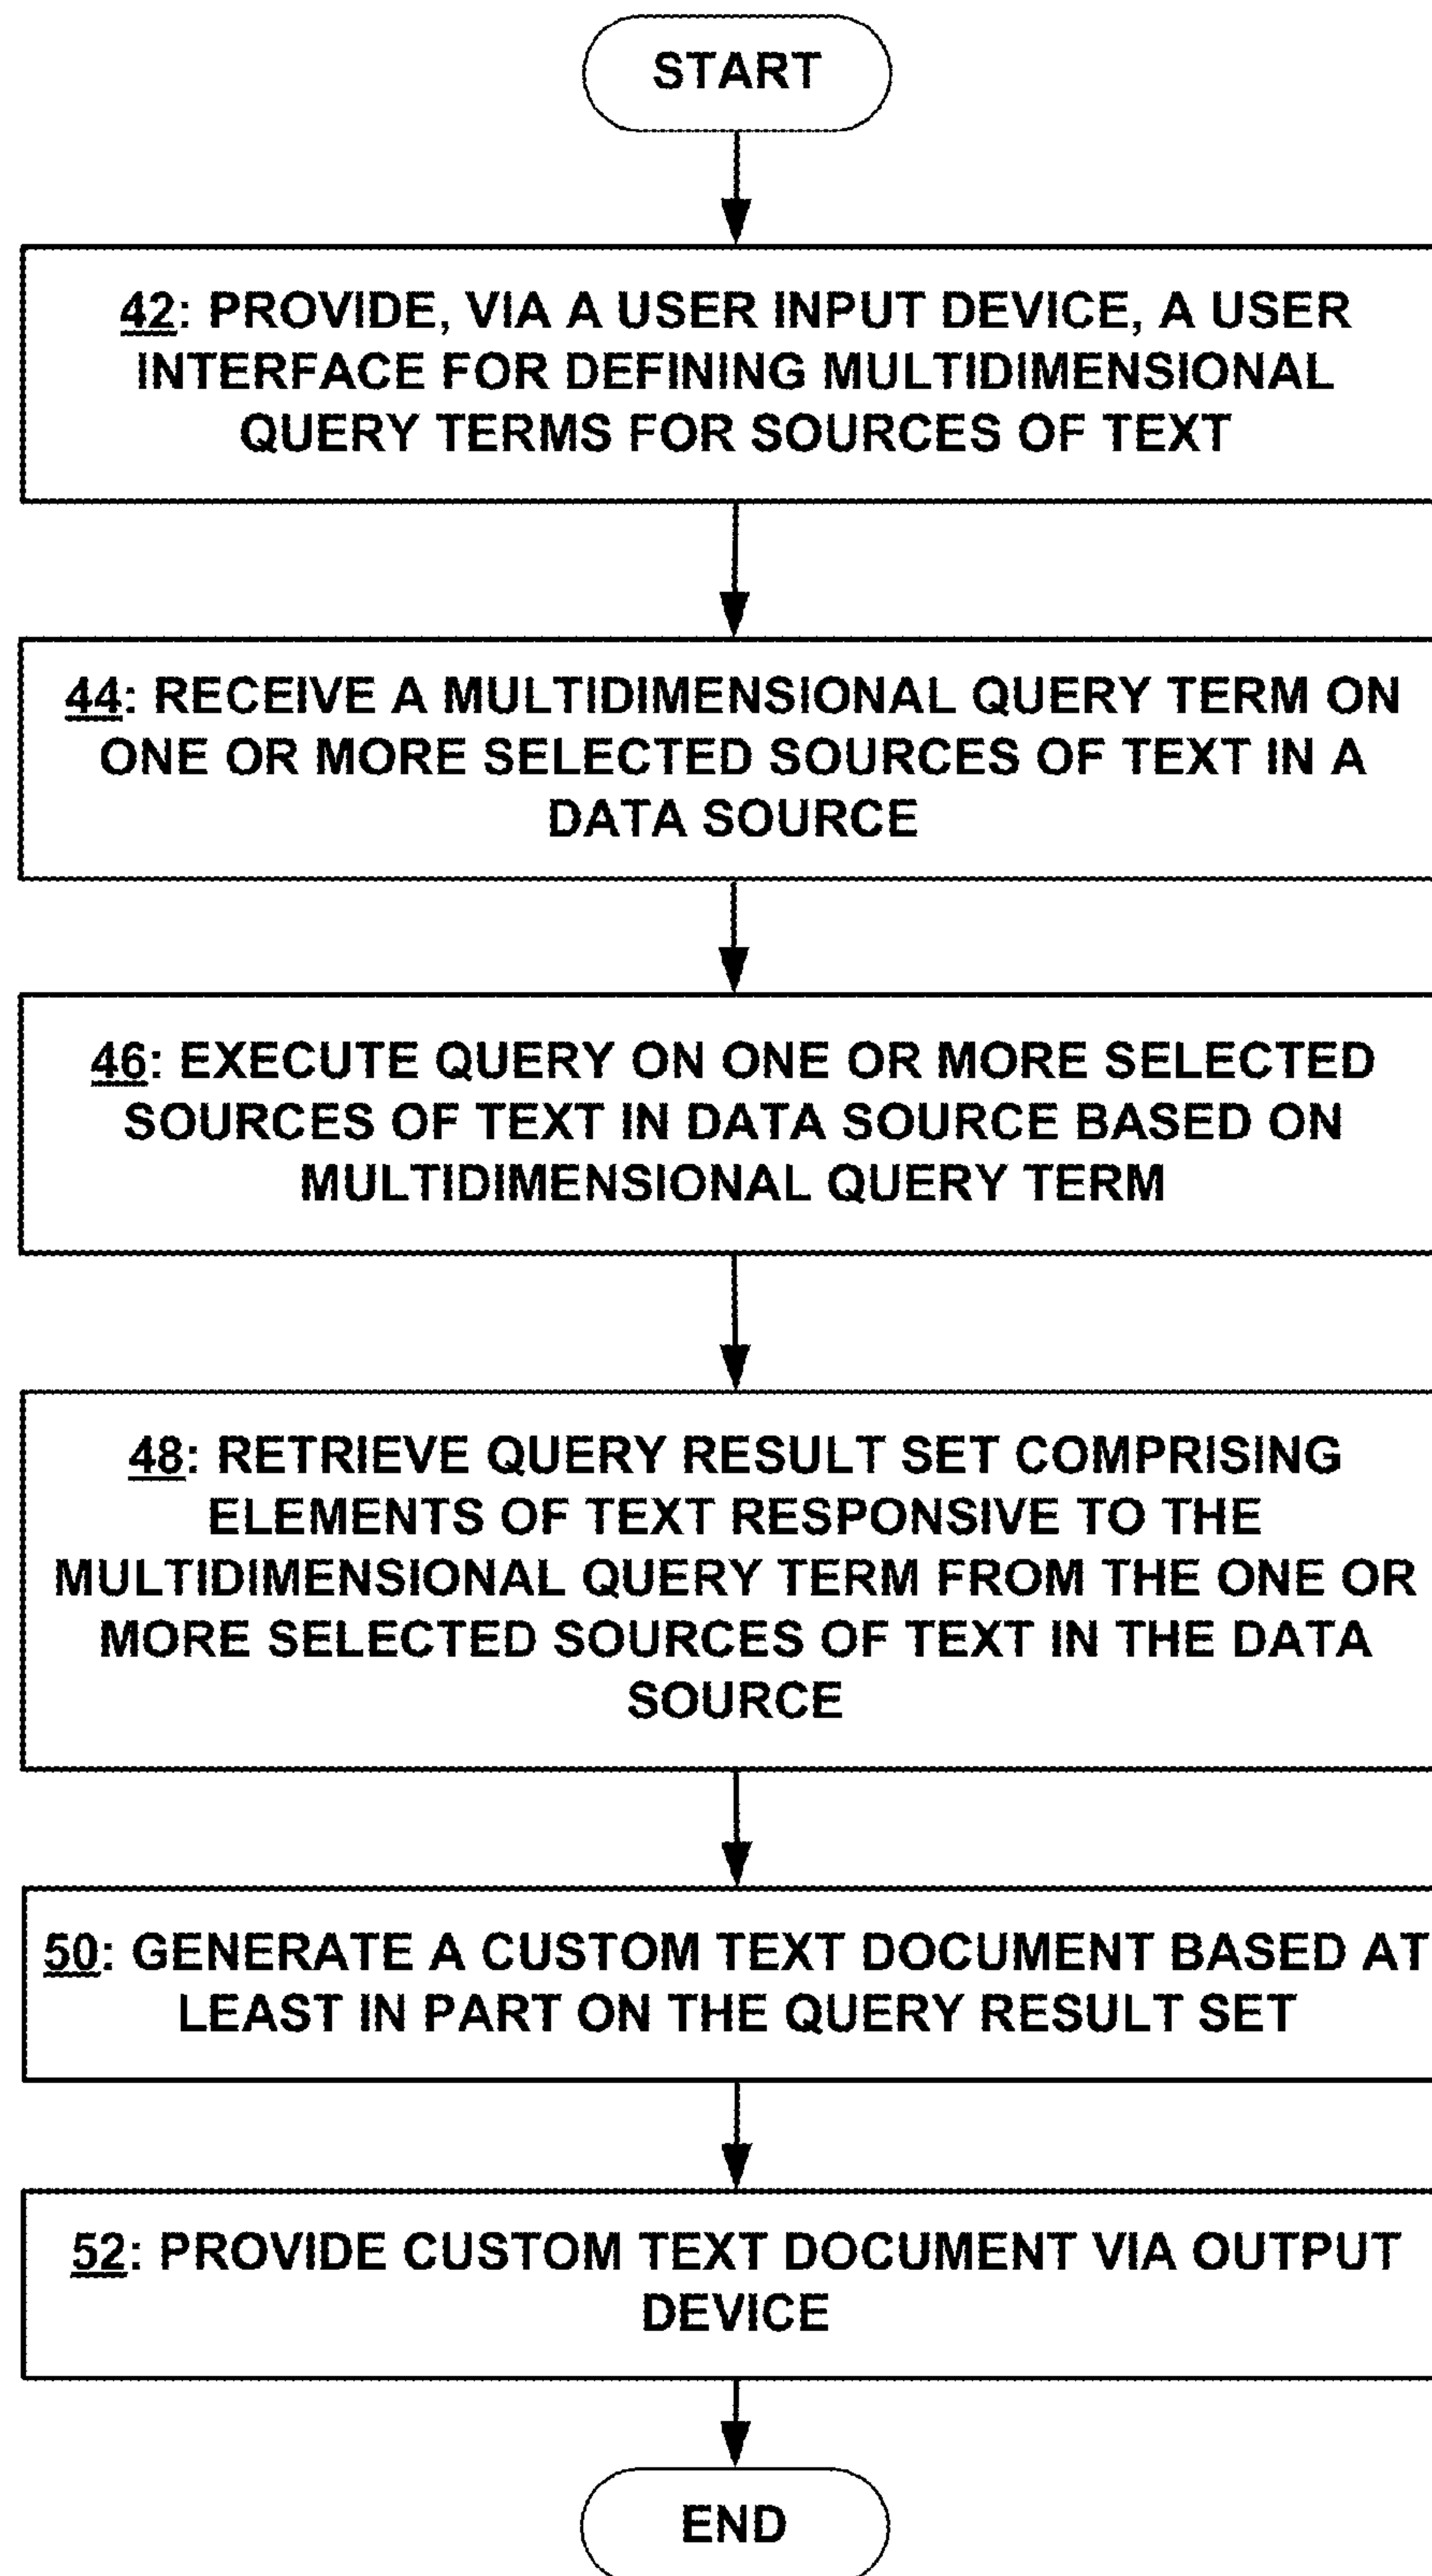 START
42: PROVIDE, VIA A USER INPUT DEVICE, A USER
INTERFACE FOR DEFINING MULTIDIMENSIONAL
QUERY TERMS FOR SOURCES OF TEXT
44: RECEIVE A MULTIDIMENSIONAL QUERY TERM ON
ONE OR MORE SELECTED SOURCES OF TEXT IN A
DATA SOURCE
46: EXECUTE QUERY ON ONE OR MORE SELECTED
SOURCES OF TEXT IN DATA SOURCE BASED ON
MULTIDIMENSIONAL QUERY TERM
48: RETRIEVE QUERY RESULT SET COMPRISING
ELEMENTS OF TEXT RESPONSIVE TO THE
MULTIDIMENSIONAL QUERY TERM FROM THE ONE OR
MORE SELECTED SOURCES OF TEXT IN THE DATA
SOURCE
50: GENERATE A CUSTOM TEXT DOCUMENT BASED AT
LEAST IN PART ON THE QUERY RESULT SET
52: PROVIDE CUSTOM TEXT DOCUMENT VIA OUTPUT
DEVICE
END